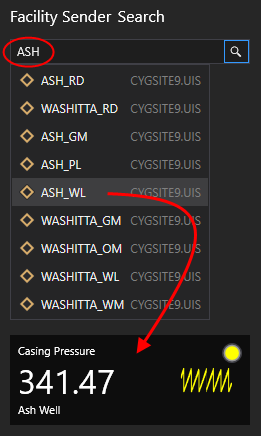 Facility Sender Search
ASH
ASH_RD CYGSITE9.UIS
WASHITTA_RD CYGSITE9.UIS
ASH_GM CYGSITE9.UIS
ASH_PL CYGSITE9.UIS
ASH_WL CYGSITE9.UIS
WASHITTA_GM CYGSITE9.UIS
WASHITTA_OM CYGSITE9.UIS
WASHITTA_WL CYGSITE9.UIS
WASHITTA_WM CYGSITE9.UIS
Casing Pressure
341.47
Ash Well